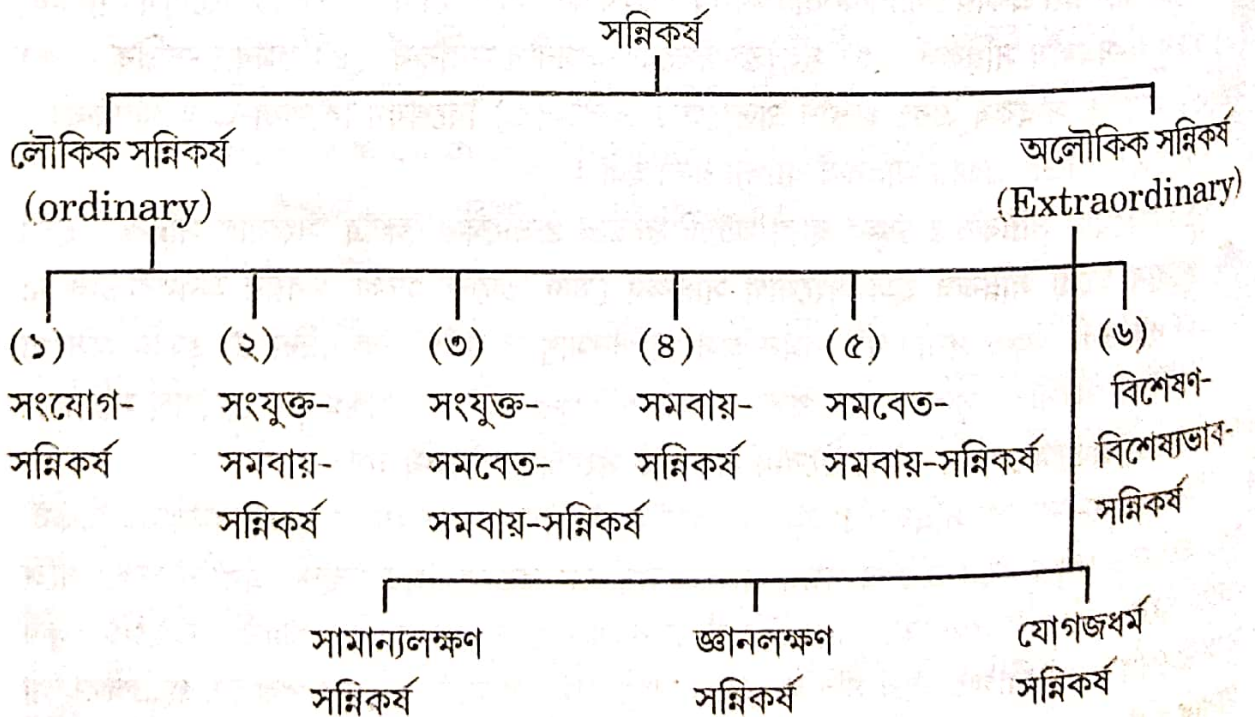 সন্নিকর্ষ
লৌকিক সন্নিকর্ষ
(ordinary)
অলৌকিক সন্নিকর্ষ
(Extraordinary)
(১)
সংযোগ-
সন্নিকর্ষ
(২)
সংযুক্ত-
সমবায়-
সন্নিকর্ষ
(৩)
সংযুক্ত-
সমবেত-
সমবায়-সন্নিকর্ষ
(৪)
সমবায়-
সন্নিকর্ষ
(৫)
সমবেত-
সমবায়-সন্নিকর্ষ
(৬)
বিশেষণ-
বিশেষ্যভাব-
সন্নিকর্ষ
সামান্যলক্ষণ
সন্নিকর্ষ
জ্ঞানলক্ষণ
সন্নিকর্ষ
যোগজধর্ম
সন্নিকর্ষ